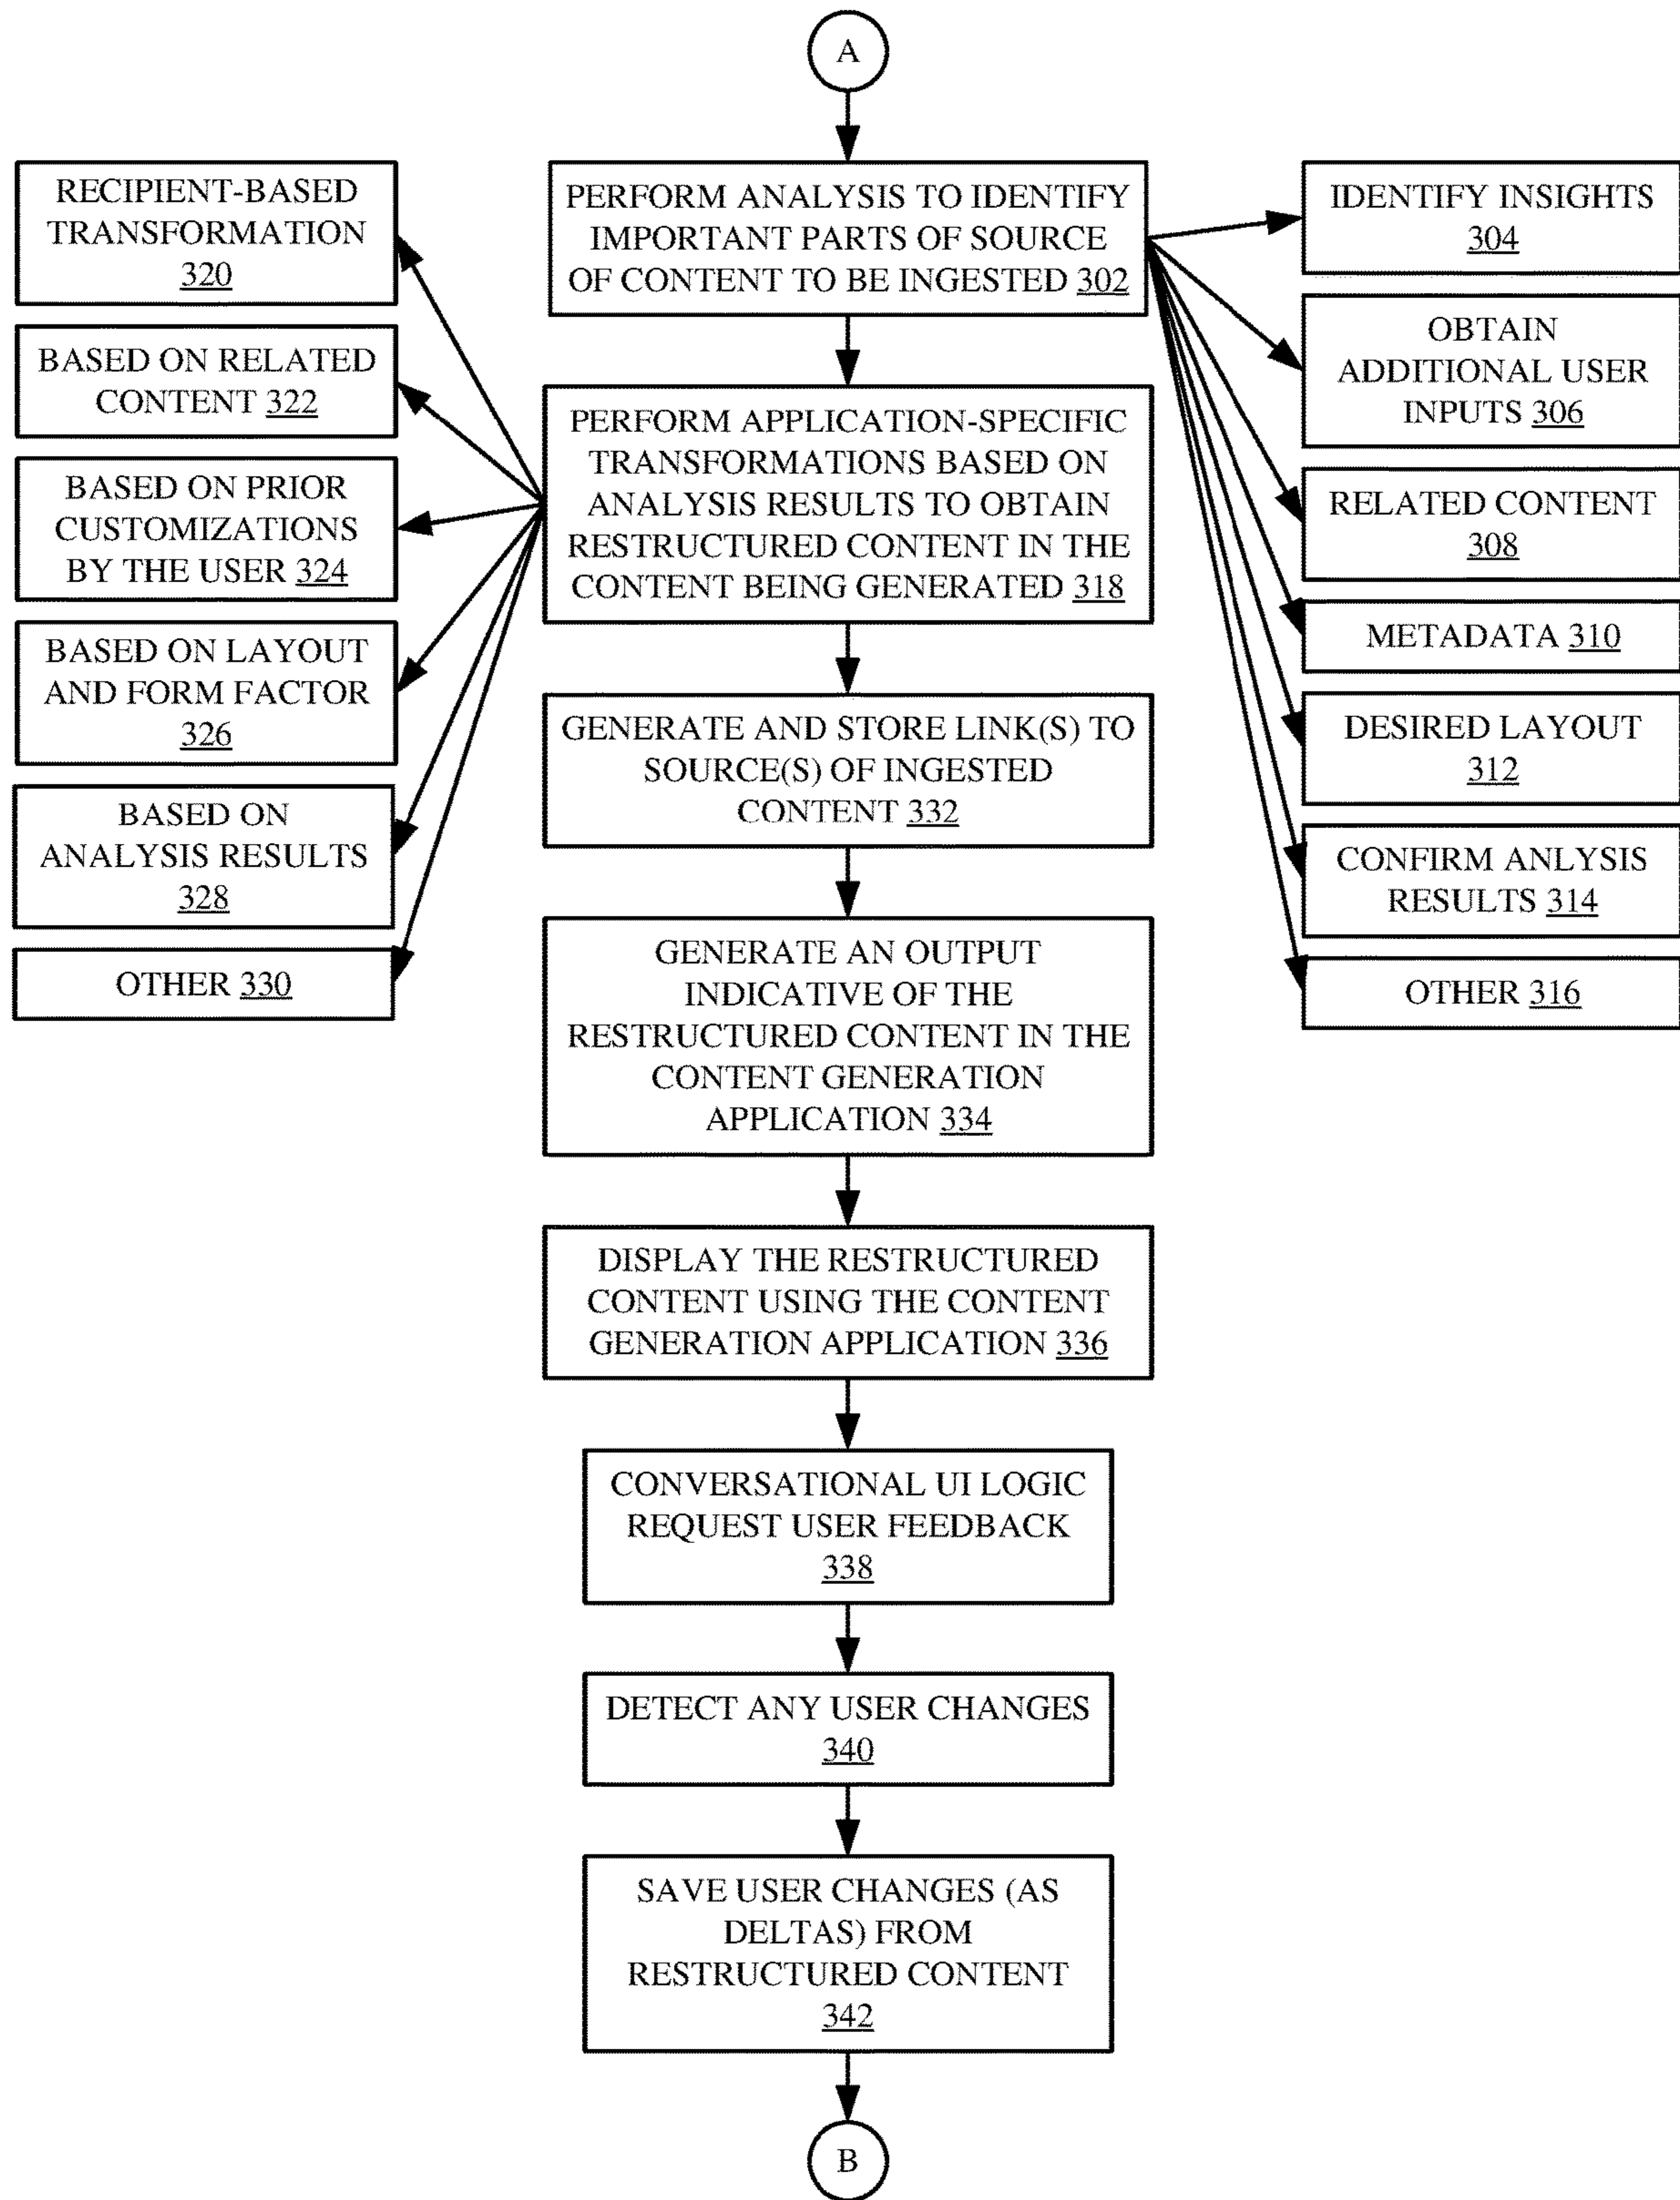 A
PERFORM ANALYSIS TO IDENTIFY
IMPORTANT PARTS OF SOURCE
OF CONTENT TO BE INGESTED 302
IDENTIFY INSIGHTS
304
OBTAIN
ADDITIONAL USER
INPUTS 306
RELATED CONTENT
308
METADATA 310
DESIRED LAYOUT
312
CONFIRM ANLYSIS
RESULTS 314
OTHER 316
PERFORM APPLICATION-SPECIFIC
TRANSFORMATIONS BASED ON
ANALYSIS RESULTS TO OBTAIN
RESTRUCTURED CONTENT IN THE
CONTENT BEING GENERATED 318
RECIPIENT-BASED
TRANSFORMATION
320
BASED ON RELATED
CONTENT 322
BASED ON PRIOR
CUSTOMIZATIONS
BY THE USER 324
BASED ON LAYOUT
AND FORM FACTOR
326
BASED ON
ANALYSIS RESULTS
328
OTHER 330
GENERATE AND STORE LINK(S) TO
SOURCE(S) OF INGESTED
CONTENT 332
GENERATE AN OUTPUT
INDICATIVE OF THE
RESTRUCTURED CONTENT IN THE
CONTENT GENERATION
APPLICATION 334
DISPLAY THE RESTRUCTURED
CONTENT USING THE CONTENT
GENERATION APPLICATION 336
CONVERSATIONAL UI LOGIC
REQUEST USER FEEDBACK
338
DETECT ANY USER CHANGES
340
SAVE USER CHANGES (AS
DELTAS) FROM
RESTRUCTURED CONTENT
342
B